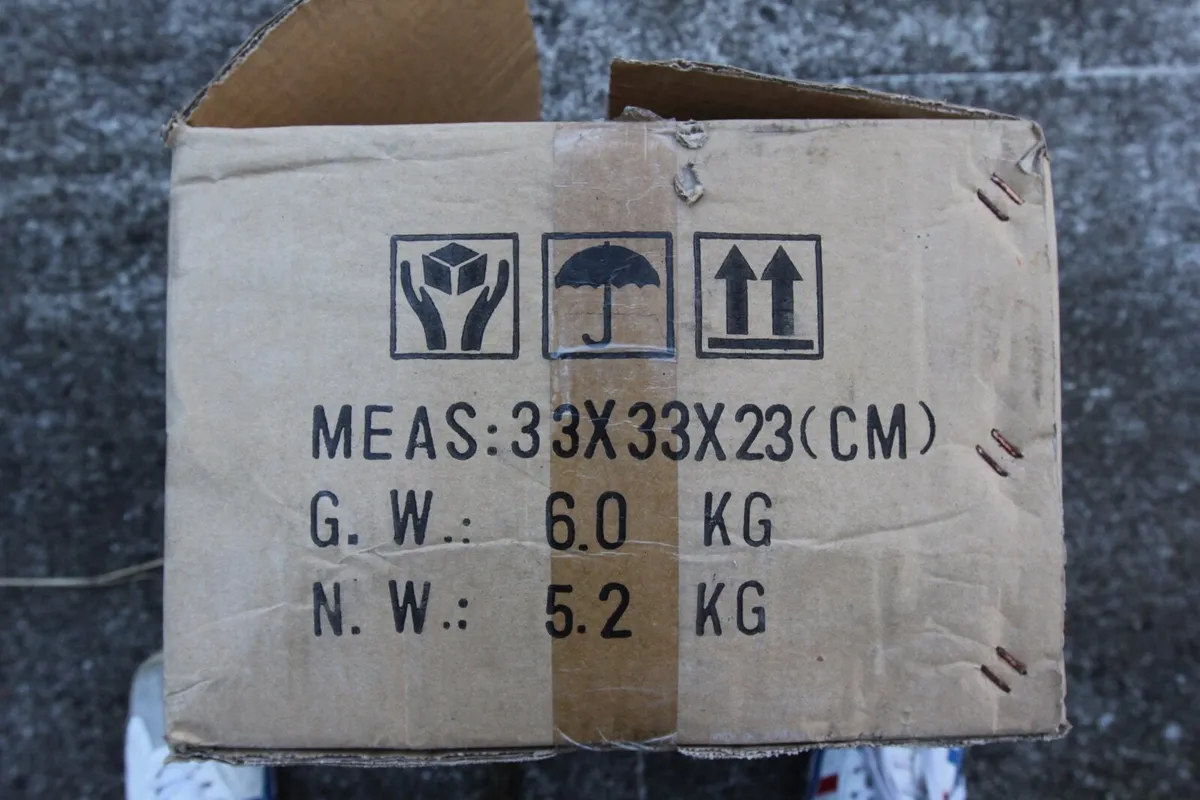 MEAS:33X33X23(CM)
G. W.: 6.0 KG
N. W.: 5.2 KG